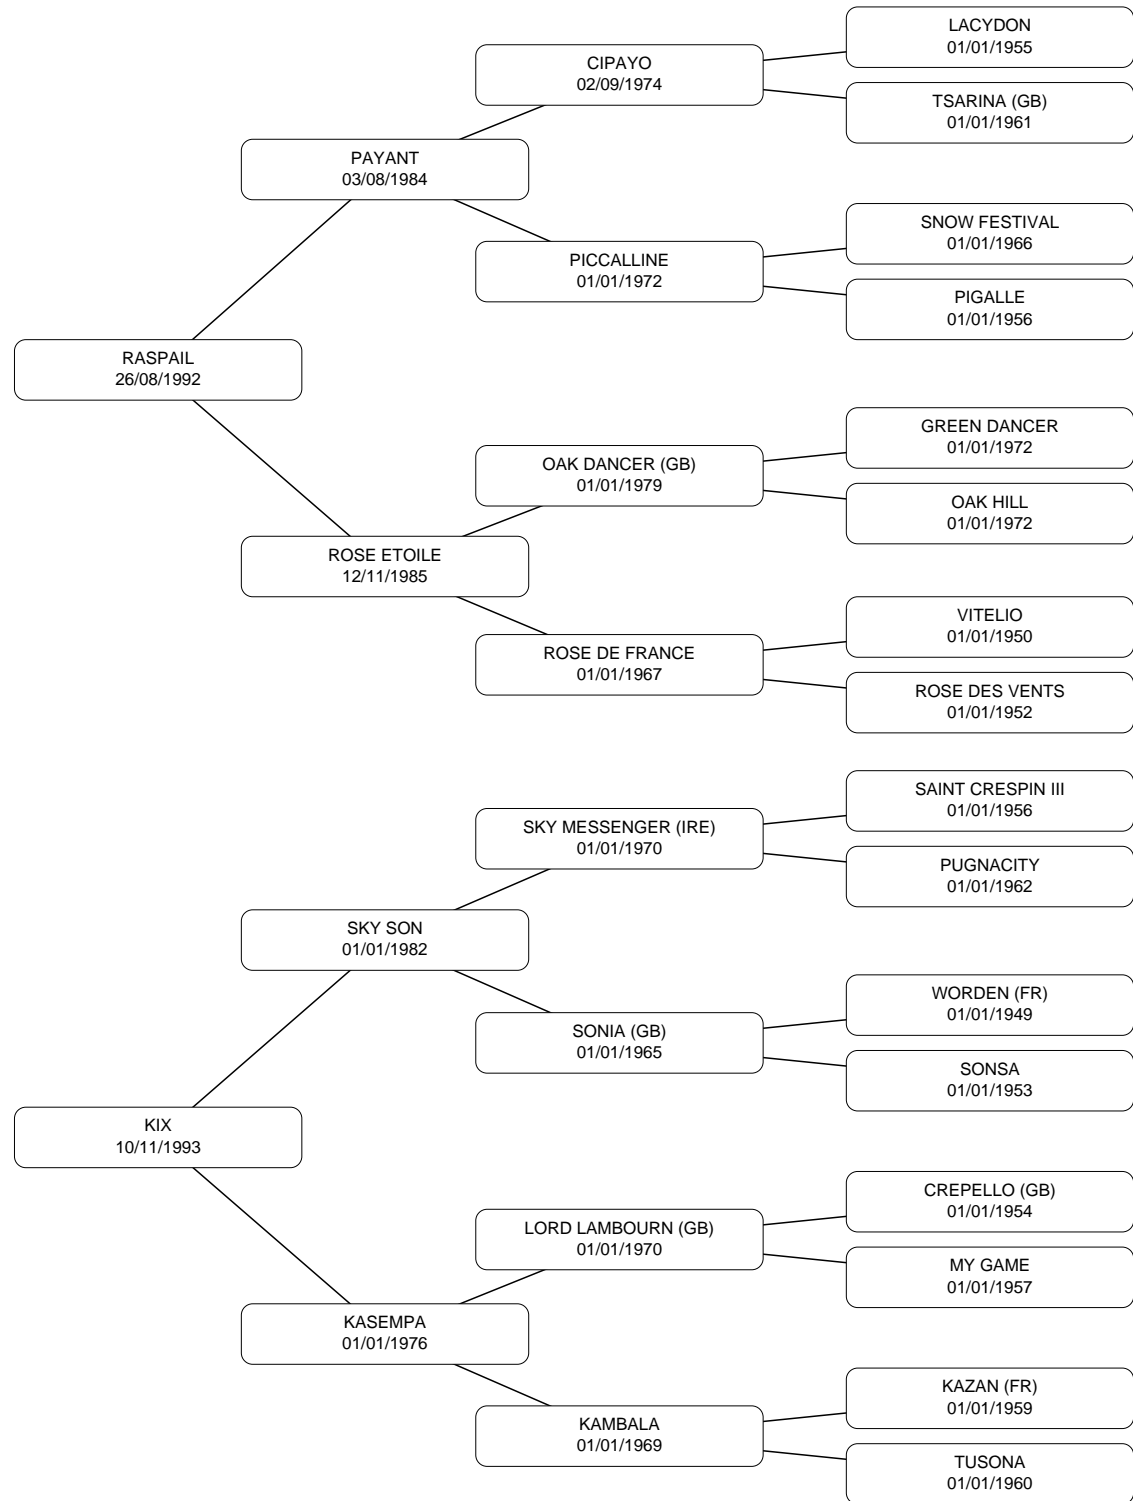 LACYDON
01/01/1955
CIPAYO
02/09/1974
TSARINA (GB)
01/01/1961
PAYANT
03/08/1984
SNOW FESTIVAL
01/01/1966
PICCALLINE
01/01/1972
PIGALLE
01/01/1956
RASPAIL
26/08/1992
GREEN DANCER
01/01/1972
OAK DANCER (GB)
01/01/1979
OAK HILL
01/01/1972
ROSE ETOILE
12/11/1985
VITELIO
01/01/1950
ROSE DE FRANCE
01/01/1967
ROSE DES VENTS
01/01/1952
SAINT CRESPIN III
01/01/1956
SKY MESSENGER (IRE)
01/01/1970
PUGNACITY
01/01/1962
SKY SON
01/01/1982
WORDEN (FR)
01/01/1949
SONIA (GB)
01/01/1965
SONSA
01/01/1953
KIX
10/11/1993
CREPELLO (GB)
01/01/1954
LORD LAMBOURN (GB)
01/01/1970
MY GAME
01/01/1957
KASEMPA
01/01/1976
KAZAN (FR)
01/01/1959
KAMBALA
01/01/1969
TUSONA
01/01/1960